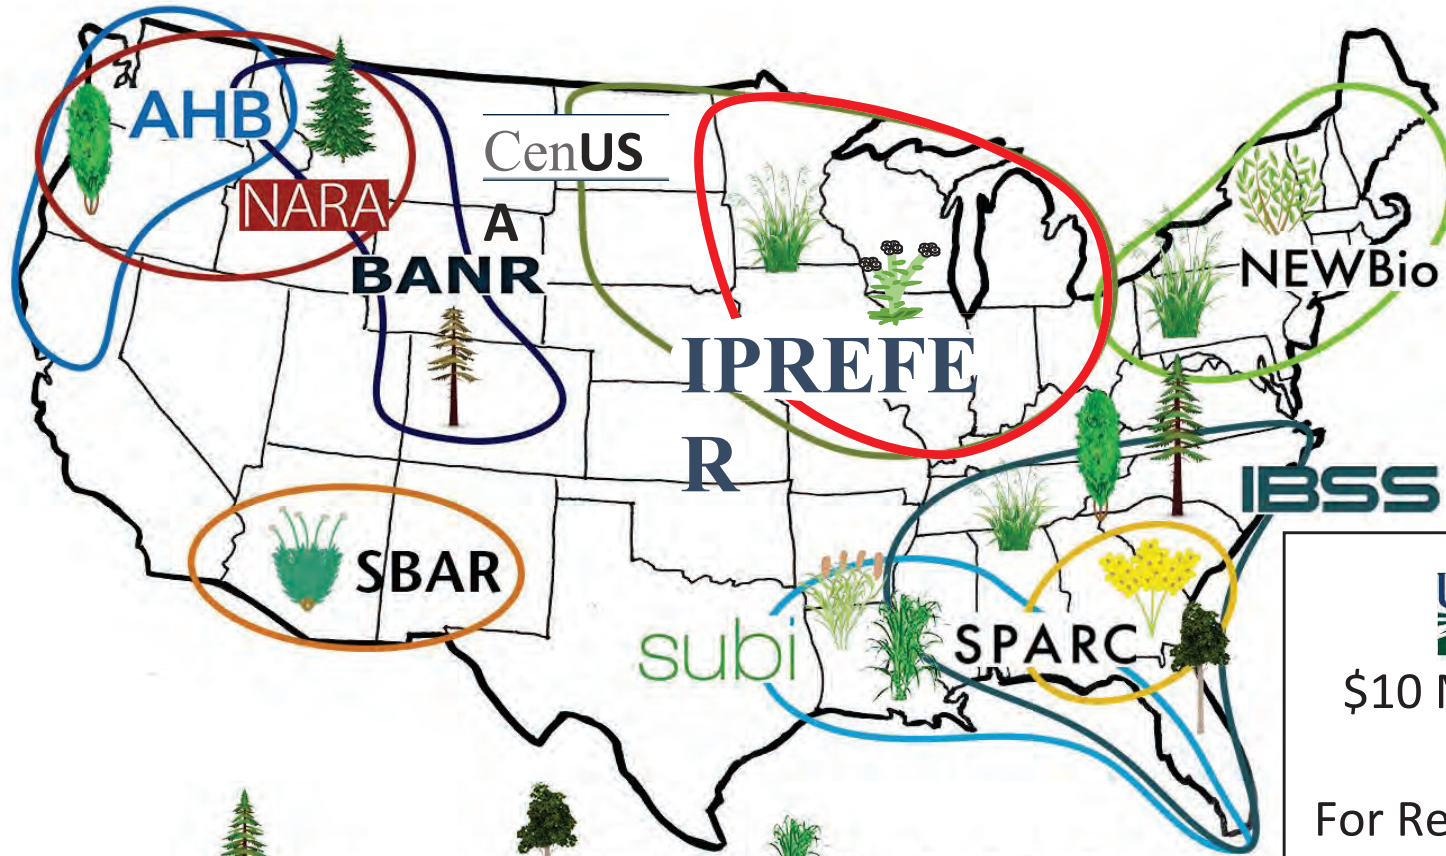 AHB
NARA
CenUS
A
BANR
NEWBio
IPREFE
R
IBSS
SBAR
subi
SPARC
$10
For Re